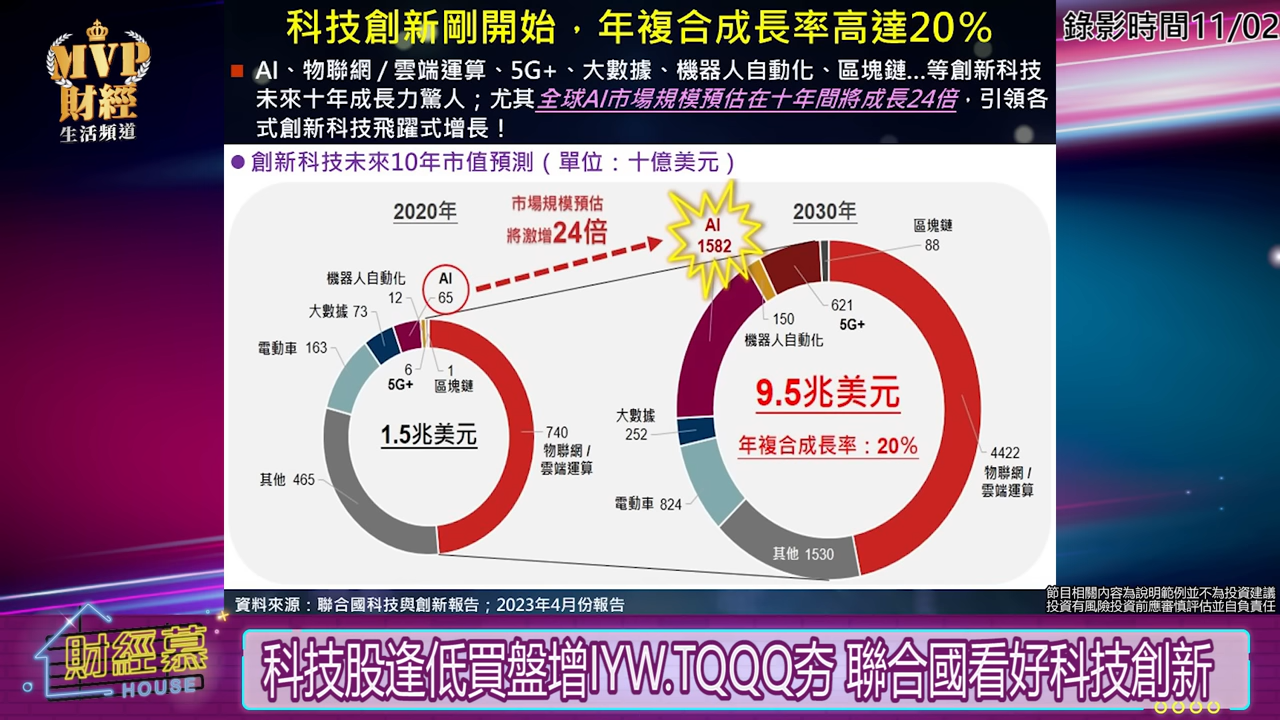 MVP
財經
生活頻道
科技創新剛開始，年複合成長率高達20％
錄影時間11/02
AI、物聯網/雲端運算、5G+、大數據、機器人自動化、區塊鏈...等創新科技
未來十年成長力驚人；尤其全球AI市場規模預估在十年間將成長24倍，引領各
式創新科技飛躍式增長！
創新科技未來10年市值預測（單位：十億美元）
2020年
市場規模預估
將激增24倍
AI
1582
2030年
區塊鏈
88
機器人自動化
12
AI
65
大數據 73
電動車 163
6
5G+
1
區塊鏈
1.5兆美元
740
物聯網/
雲端運算
其他 465
150
機器人自動化
621
5G+
9.5兆美元
年複合成長率：20%
大數據
252
電動車 824
4422
物聯網/
雲端運算
其他 1530
資料來源：聯合國科技與創新報告；2023年4月份報告
節目相關內容為說明範例並不為投資建議
投資有風險投資前應審慎評估並自負責任
財經慕
HOUSE
科技股逢低買盤增IYW.TQQQ夯 聯合國看好科技創新